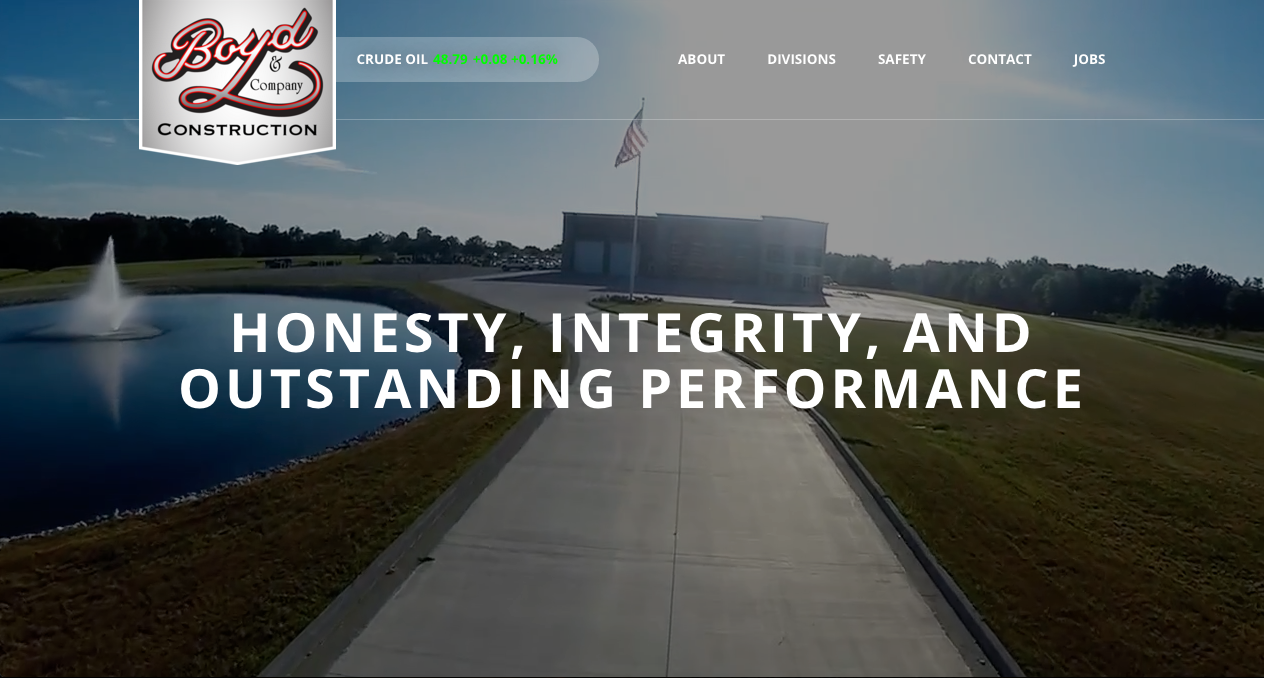 Boyd
&
Company
CONSTRUCTION
CRUDE OIL 48.79 +0.08 +0.16%
ABOUT DIVISIONS SAFETY CONTACT JOBS
HONESTY, INTEGRITY, AND
OUTSTANDING PERFORMANCE